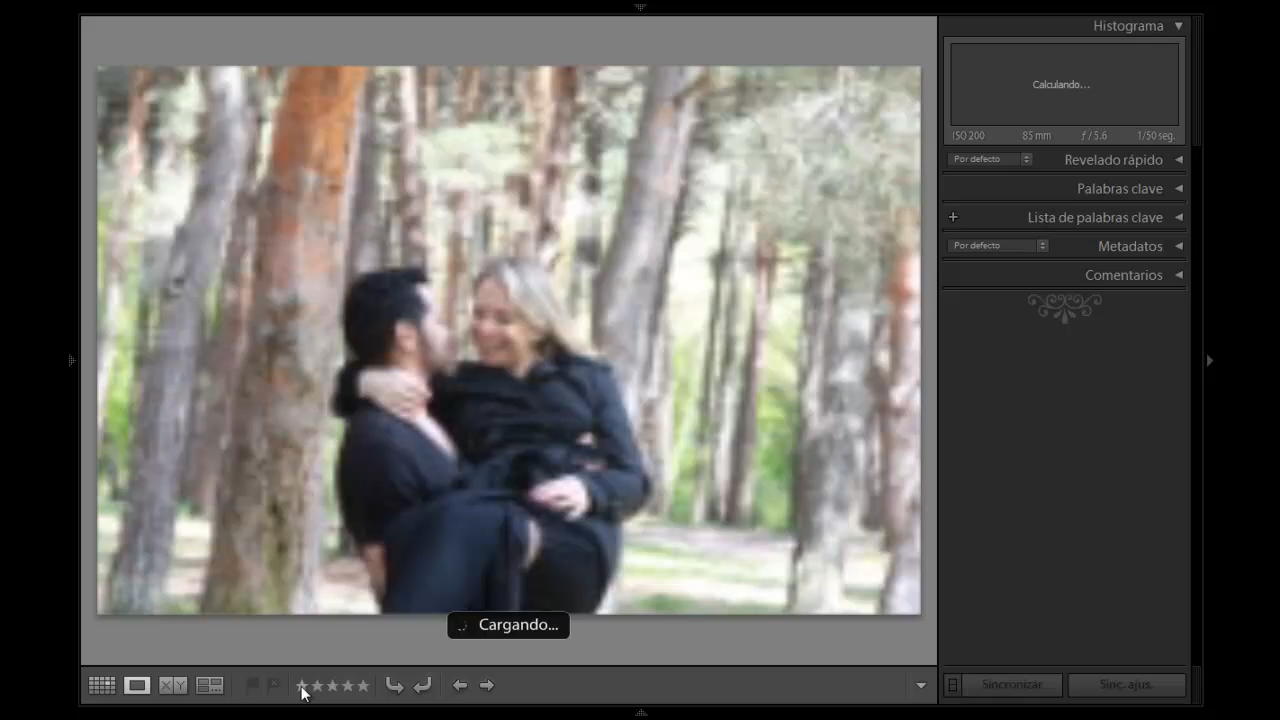 Histograma
Calculando...
ISO 200 85 mm ƒ / 5.6 1/50 seg.
Por defecto Revelado rápido
Palabras clave
+ Lista de palabras clave
Por defecto Metadatos
Comentarios
Cargando...
X Y
Sincronizar Sinc. ajus.